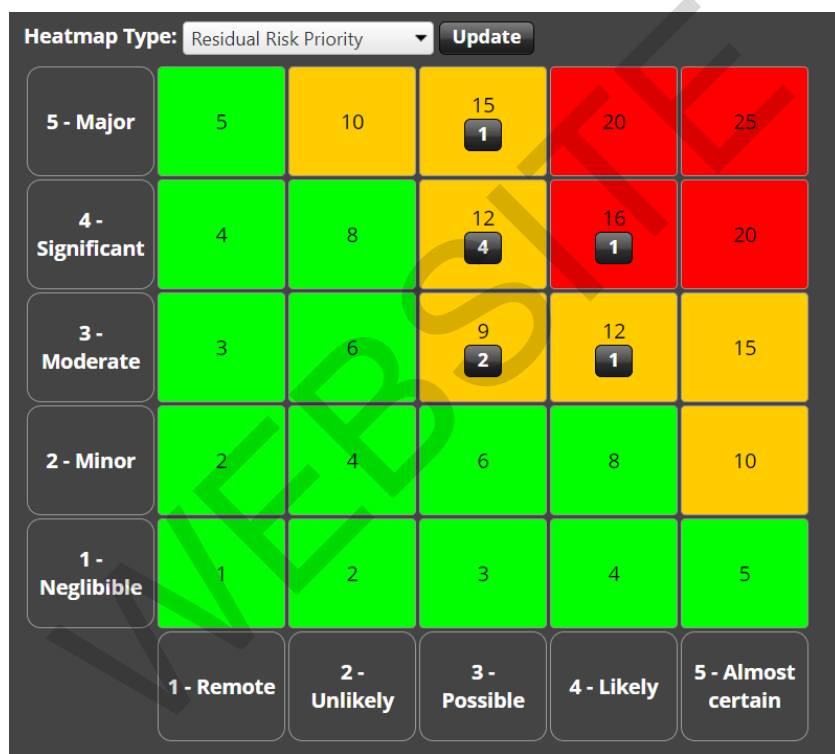 Heatmap Type: Residual Risk Priority Update
5 - Major 5 10 15 20 25
1
4 -
Significant 4 8 12 16 20
4 1
3 -
Moderate 3 6 9 12 15
2 1
2 - Minor 2 4 6 8 10
1 -
Neglibible 1 2 3 4 5
1 - Remote
2 -
Unlikely
3 -
Possible
4 - Likely
5 - Almost
certain
WEBSITE